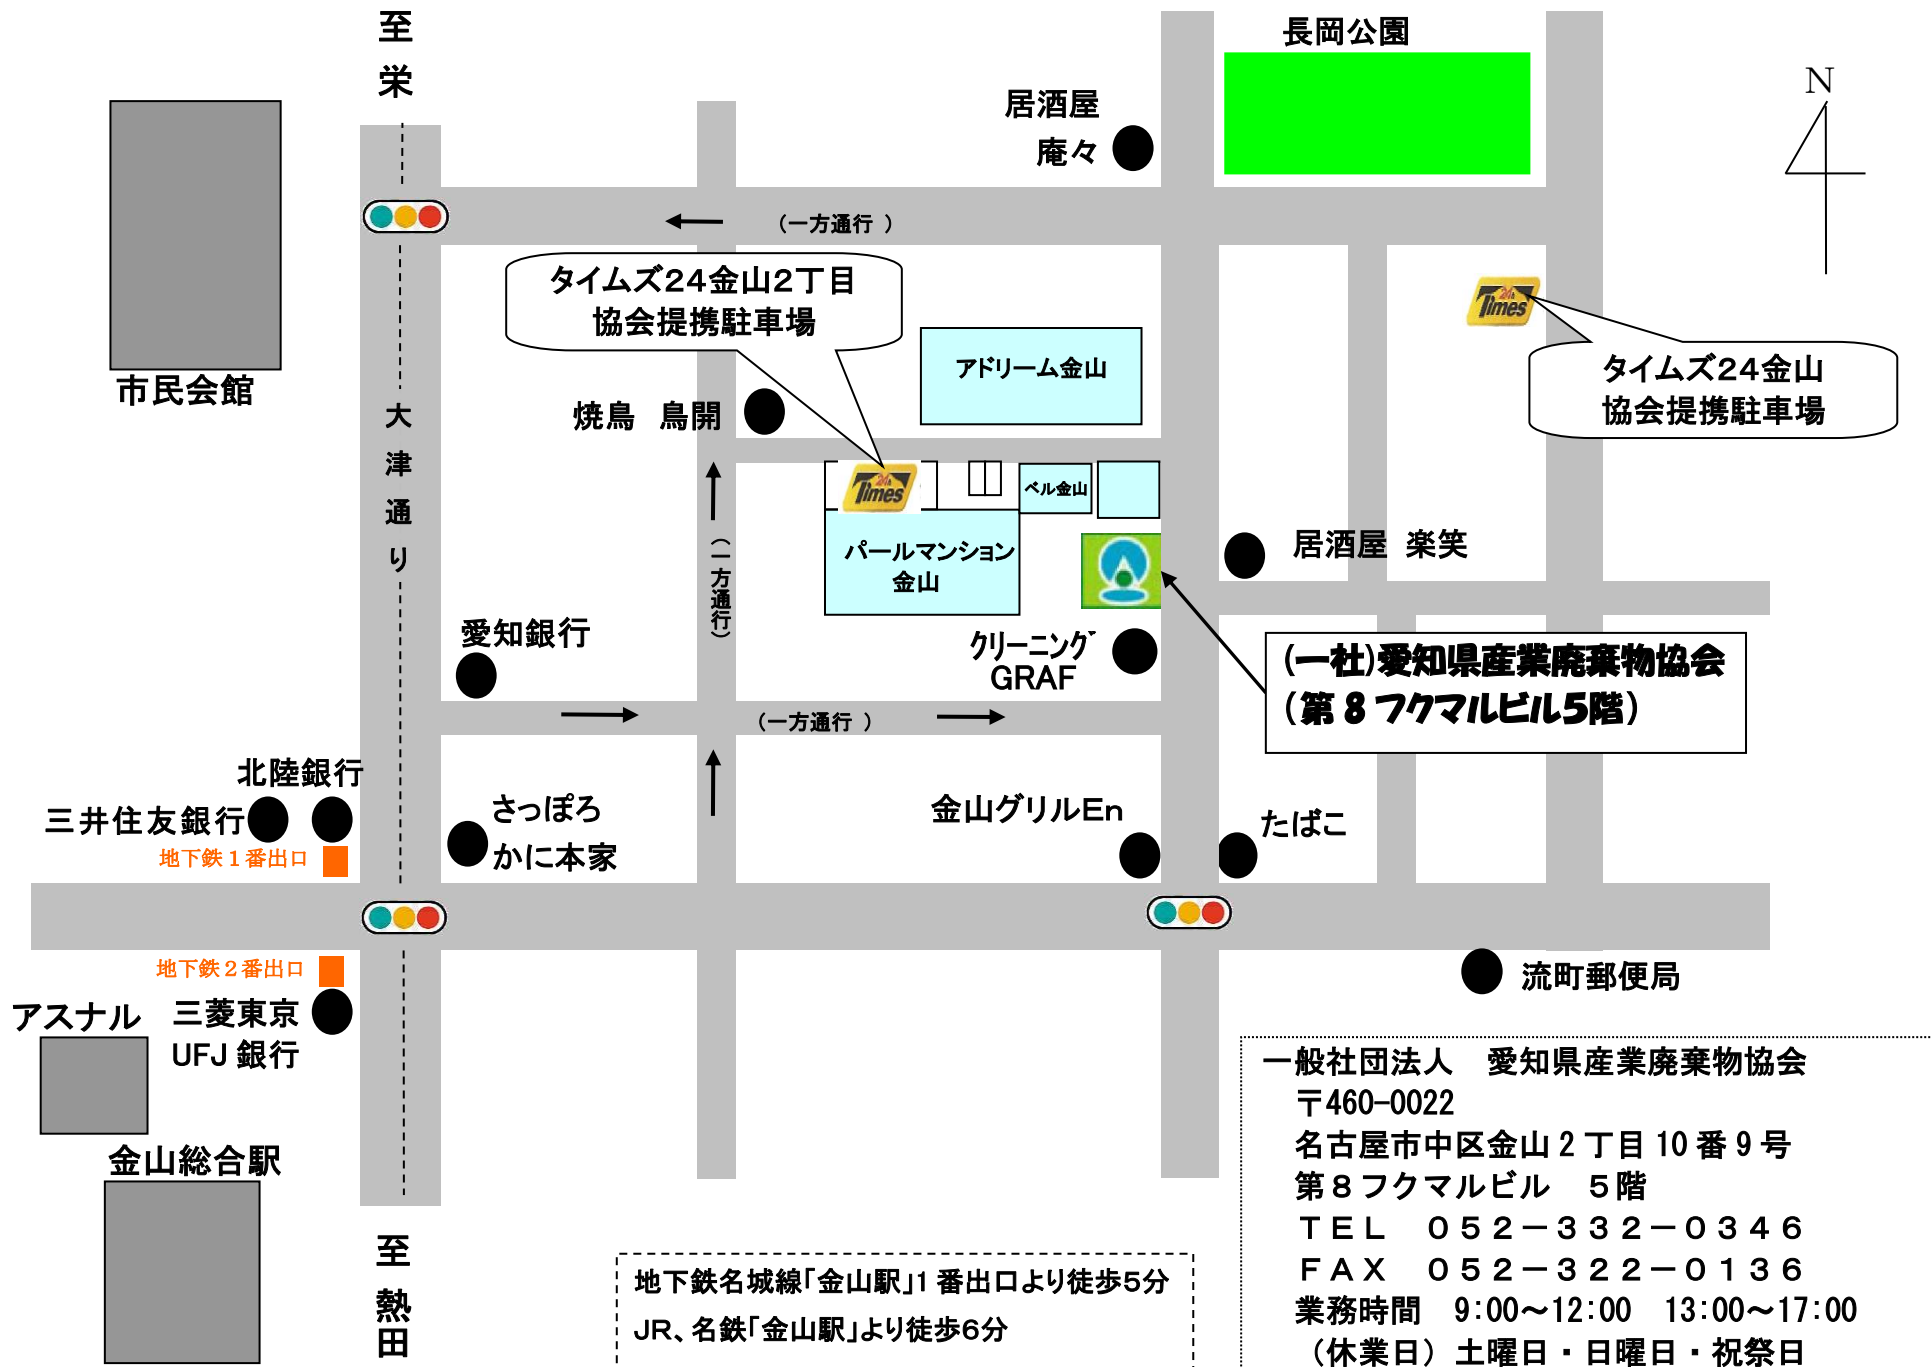 至
栄
長岡公園
N
居酒屋
庵々
(一方通行 )
タイムズ24金山2丁目
協会提携駐車場
24h
Times
アドリーム金山
タイムズ24金山
協会提携駐車場
市民会館
大津通り
焼鳥　鳥開
24h
Times
ベル金山
(一方通行)
パールマンション
金山
居酒屋 楽笑
愛知銀行
クリーニング
GRAF
(一社)愛知県産業廃棄物協会
(第８フクマルビル5階)
(一方通行 )
北陸銀行
三井住友銀行
地下鉄１番出口
さっぽろ
かに本家
金山グリルEn
たばこ
地下鉄２番出口
アスナル
三菱東京
UFJ 銀行
流町郵便局
金山総合駅
至
熱
田
一般社団法人　愛知県産業廃棄物協会
〒460-0022
名古屋市中区金山２丁目10番９号
第８フクマルビル　５階
ＴＥＬ　０５２－３３２－０３４６
ＦＡＸ　０５２－３２２－０１３６
業務時間　9:00～12:00　13:00～17:00
（休業日）土曜日・日曜日・祝祭日
地下鉄名城線「金山駅」1 番出口より徒歩5分
JR、名鉄「金山駅」より徒歩6分